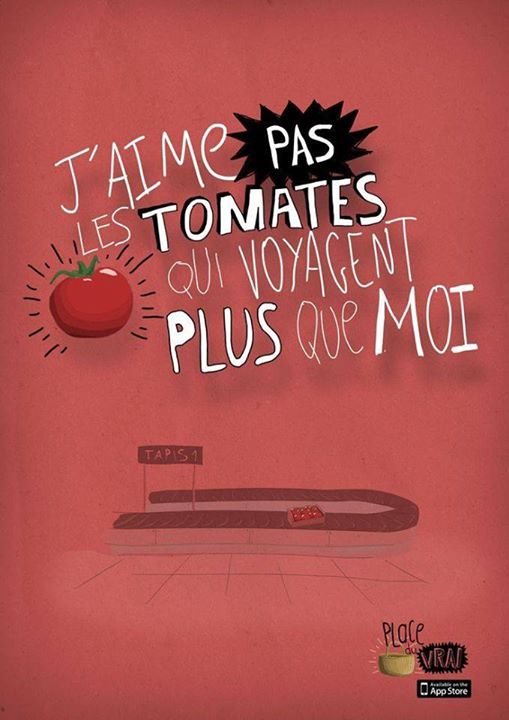 J'AIME PAS
LES TOMATES
QUI VOYAGENT
PLUS QUE MOI
TAPIS 1
PLACE
du
VRAI
Available on the
App Store